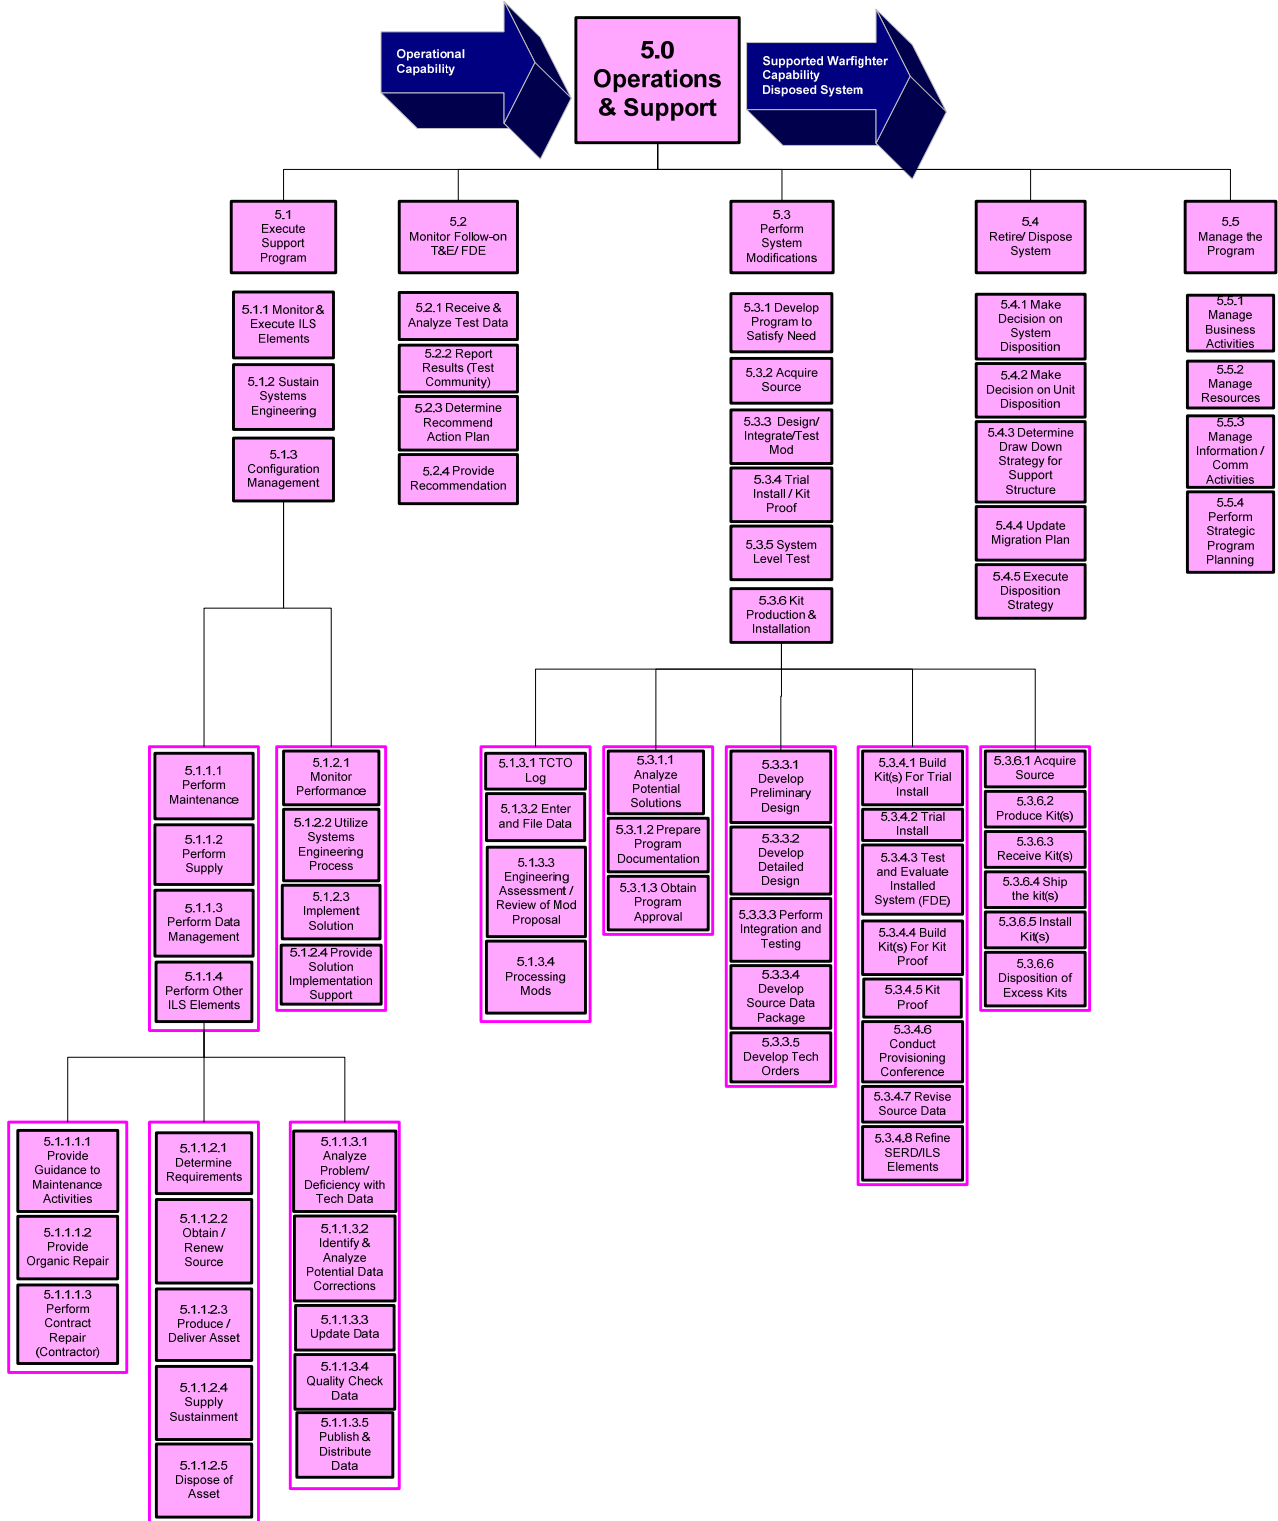 Operational
Capability
5.0
Operations
& Support
Supported Warfighter
Capability
Disposed System
5.1
Execute
Support
Program
5.2
Monitor Follow-on
T&E/ FDE
5.3
Perform
System
Modifications
5.4
Retire/ Dispose
System
5.5
Manage the
Program
5.1.1 Monitor &
Execute ILS
Elements
5.1.2 Sustain
Systems
Engineering
5.1.3
Configuration
Management
5.2.1 Receive &
Analyze Test Data
5.2.2 Report
Results (Test
Community)
5.2.3 Determine
Recommend
Action Plan
5.2.4 Provide
Recommendation
5.3.1 Develop
Program to
Satisfy Need
5.3.2 Acquire
Source
5.3.3 Design/
Integrate/Test
Mod
5.3.4 Trial
Install / Kit
Proof
5.3.5 System
Level Test
5.3.6 Kit
Production &
Installation
5.4.1 Make
Decision on
System
Disposition
5.4.2 Make
Decision on Unit
Disposition
5.4.3 Determine
Draw Down
Strategy for
Support
Structure
5.4.4 Update
Migration Plan
5.4.5 Execute
Disposition
Strategy
5.5.1
Manage
Business
Activities
5.5.2
Manage
Resources
5.5.3
Manage
Information /
Comm
Activities
5.5.4
Perform
Strategic
Program
Planning
5.1.1.1
Perform
Maintenance
5.1.1.2
Perform
Supply
5.1.1.3
Perform Data
Management
5.1.1.4
Perform Other
ILS Elements
5.1.2.1
Monitor
Performance
5.1.2.2 Utilize
Systems
Engineering
Process
5.1.2.3
Implement
Solution
5.1.2.4 Provide
Solution
Implementation
Support
5.1.3.1 TCTO
Log
5.1.3.2 Enter
and File Data
5.1.3.3
Engineering
Assessment /
Review of Mod
Proposal
5.1.3.4
Processing
Mods
5.3.1.1
Analyze
Potential
Solutions
5.3.1.2 Prepare
Program
Documentation
5.3.1.3 Obtain
Program
Approval
5.3.3.1
Develop
Preliminary
Design
5.3.3.2
Develop
Detailed
Design
5.3.3.3 Perform
Integration and
Testing
5.3.3.4
Develop
Source Data
Package
5.3.3.5
Develop Tech
Orders
5.3.4.1 Build
Kit(s) For Trial
Install
5.3.4.2 Trial
Install
5.3.4.3 Test
and Evaluate
Installed
System (FDE)
5.3.4.4 Build
Kit(s) For Kit
Proof
5.3.4.5 Kit
Proof
5.3.4.6
Conduct
Provisioning
Conference
5.3.4.7 Revise
Source Data
5.3.4.8 Refine
SERD/ILS
Elements
5.3.6.1 Acquire
Source
5.3.6.2
Produce Kit(s)
5.3.6.3
Receive Kit(s)
5.3.6.4 Ship
the kit(s)
5.3.6.5 Install
Kit(s)
5.3.6.6
Disposition of
Excess Kits
5.1.1.1.1
Provide
Guidance to
Maintenance
Activities
5.1.1.1.2
Provide
Organic Repair
5.1.1.1.3
Perform
Contract
Repair
(Contractor)
5.1.1.2.1
Determine
Requirements
5.1.1.2.2
Obtain /
Renew
Source
5.1.1.2.3
Produce /
Deliver Asset
5.1.1.2.4
Supply
Sustainment
5.1.1.2.5
Dispose of
Asset
5.1.1.3.1
Analyze
Problem/
Deficiency with
Tech Data
5.1.1.3.2
Identify &
Analyze
Potential Data
Corrections
5.1.1.3.3
Update Data
5.1.1.3.4
Quality Check
Data
5.1.1.3.5
Publish &
Distribute
Data